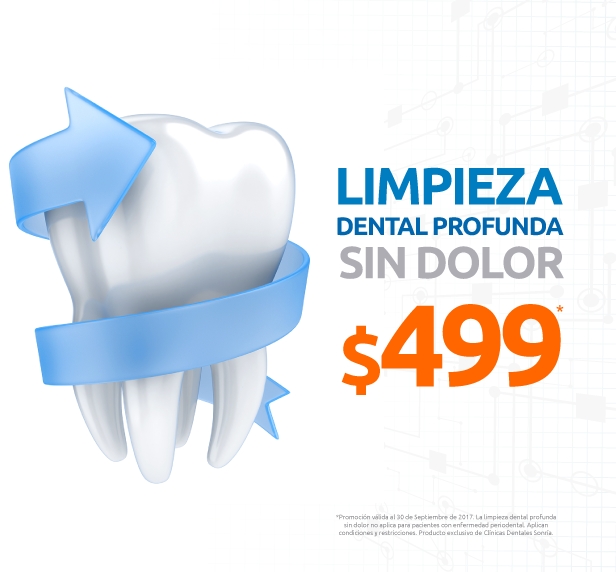 LIMPIEZA
DENTAL PROFUNDA
SIN DOLOR
$499*
*Promoción válida al 30 de Septiembre de 2017. La limpieza dental profunda
sin dolor no aplica para pacientes con enfermedad periodental. Aplican
condiciones y restricciones. Producto exclusivo de Clínicas Dentales Sonría.